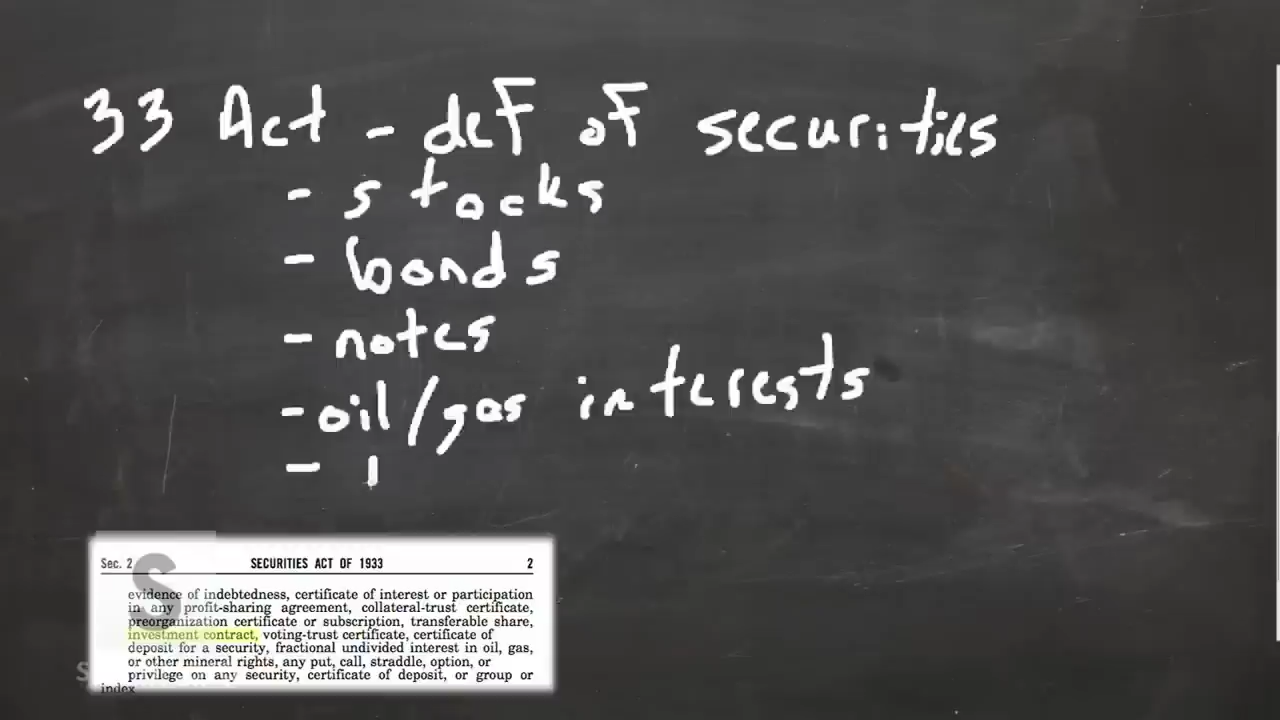 33 Act - def of securities
- stocks
- bonds
- notes
- oil/gas interests
-
Sec. 2 SECURITIES ACT OF 1933 2
evidence of indebtedness, certificate of interest or participation
in any profit-sharing agreement, collateral-trust certificate,
preorganization certificate or subscription, transferable share,
investment contract, voting-trust certificate, certificate of
deposit for a security, fractional undivided interest in oil, gas,
or other mineral rights, any put, call, straddle, option, or
privilege on any security, certificate of deposit, or group or
index
S